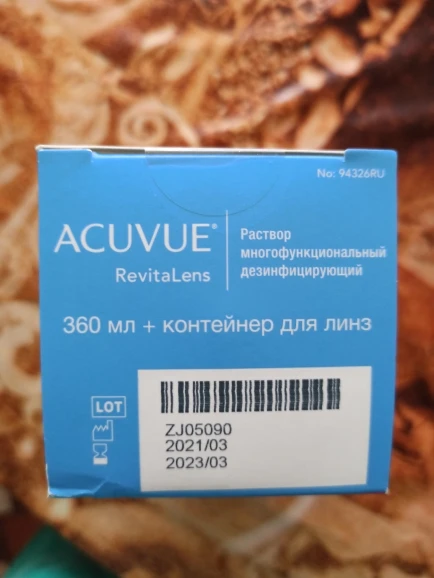 No: 94326RU
ACUVUE®
RevitaLens
Раствор
многофункциональный
дезинфицирующий
360 мл + контейнер для линз
LOT
ZJ05090
2021/03
2023/03